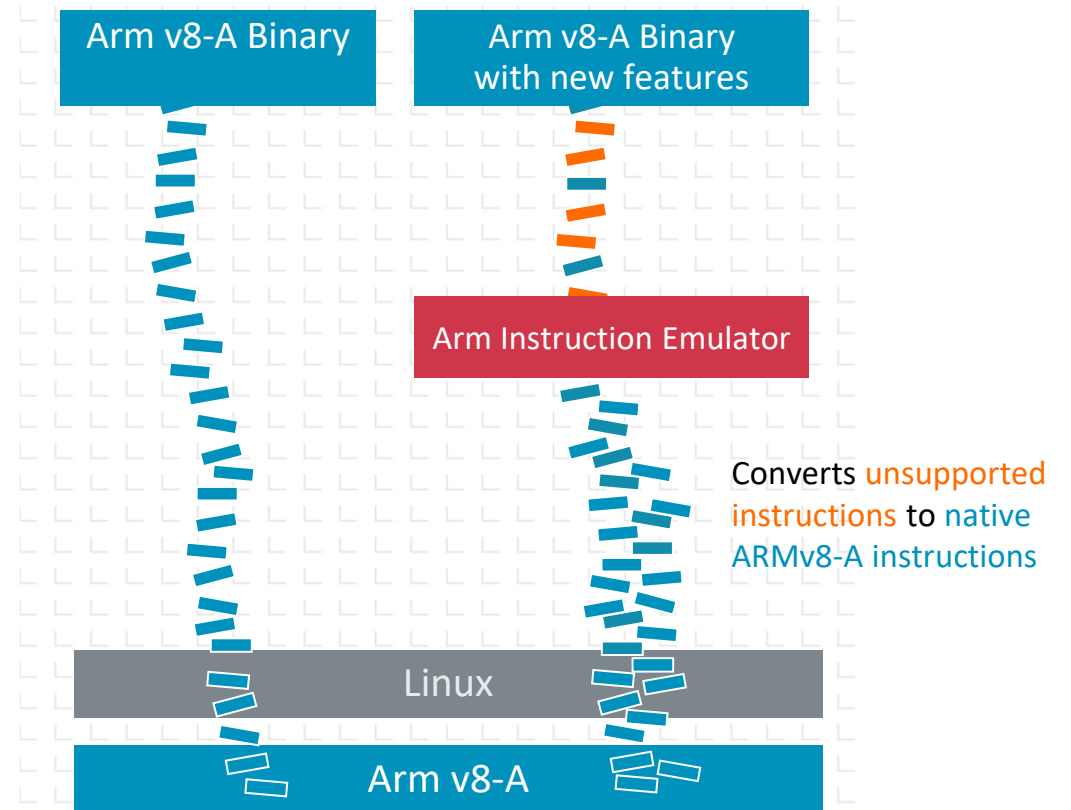 Arm v8-A Binary
Arm v8-A Binary
with new features
Arm Instruction Emulator
Converts unsupported
instructions to native
ARMv8-A instructions
Linux
Arm v8-A